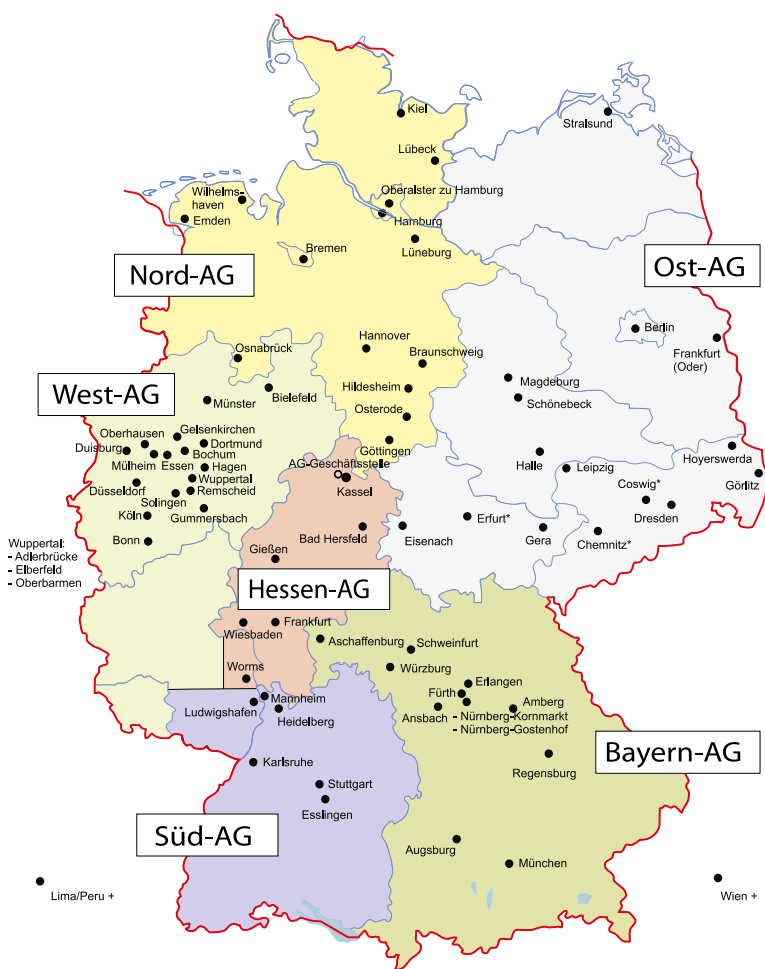 Kiel
Stralsund
Lübeck
Oberalster zu Hamburg
Wilhelms-
haven
Emden
Hamburg
Lüneburg
Bremen
Nord-AG
Ost-AG
Berlin
Hannover
Osnabrück
Braunschweig
Frankfurt
(Oder)
West-AG
Magdeburg
Hildesheim
Bielefeld
Münster
Schönebeck
Osterode
Gelsenkirchen
Oberhausen
Dortmund
Duisburg
Bochum
Göttingen
Mülheim
Essen
Halle
Hoyerswerda
AG-Geschäftsstelle
Hagen
Leipzig
Kassel
Wuppertal
Coswig*
Görlitz
Düsseldorf
Remscheid
Solingen
Köln
Gummersbach
Dresden
Erfurt*
Bad Hersfeld
Eisenach
Gera
Chemnitz*
Bonn
Wuppertal:
- Adlerbrücke
- Elberfeld
- Oberbarmen
Gießen
Hessen-AG
Frankfurt
Wiesbaden
Aschaffenburg
Schweinfurt
Worms
Würzburg
Erlangen
Fürth
Mannheim
Ludwigshafen
Heidelberg
Ansbach
Amberg
- Nürnberg-Kornmarkt
- Nürnberg-Gostenhof
Bayern-AG
Karlsruhe
Regensburg
Stuttgart
Esslingen
Süd-AG
Augsburg
München
Lima/Peru +
Wien +